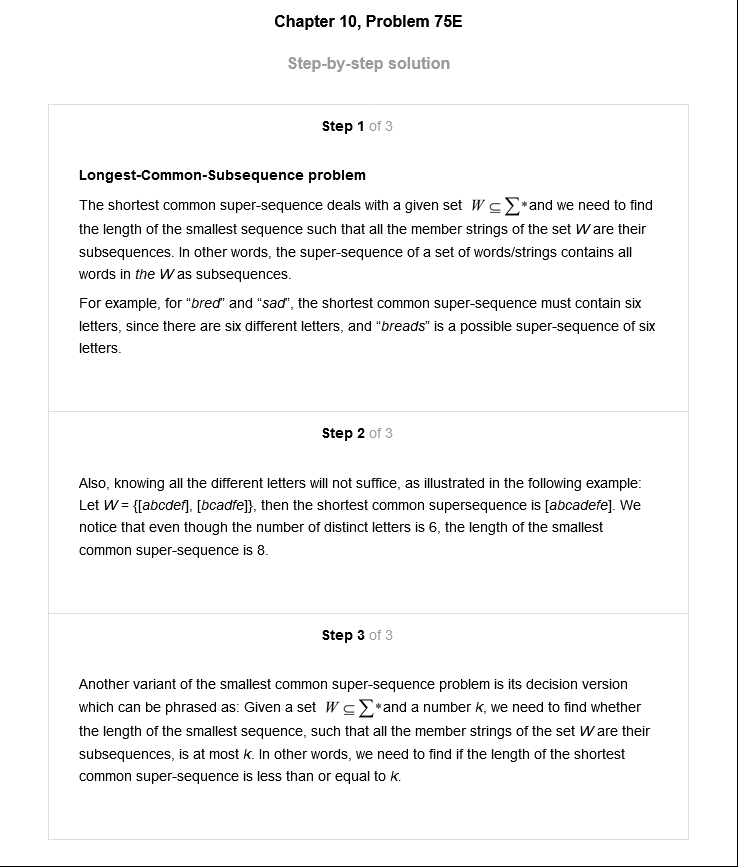 Chapter 10, Problem 75E
Step-by-step solution
Step 1 of 3
Longest-Common-Subsequence problem
The shortest common super-sequence deals with a given set W ⊆ ∑* and we need to find
the length of the smallest sequence such that all the member strings of the set W are their
subsequences. In other words, the super-sequence of a set of words/strings contains all
words in the W as subsequences.
For example, for “bred” and “sad”, the shortest common super-sequence must contain six
letters, since there are six different letters, and “breads” is a possible super-sequence of six
letters.
Step 2 of 3
Also, knowing all the different letters will not suffice, as illustrated in the following example:
Let W = {[abcdef], [bcadfe]}, then the shortest common supersequence is [abcadefe]. We
notice that even though the number of distinct letters is 6, the length of the smallest
common super-sequence is 8.
Step 3 of 3
Another variant of the smallest common super-sequence problem is its decision version
which can be phrased as: Given a set W ⊆ ∑* and a number k, we need to find whether
the length of the smallest sequence, such that all the member strings of the set W are their
subsequences, is at most k. In other words, we need to find if the length of the shortest
common super-sequence is less than or equal to k.